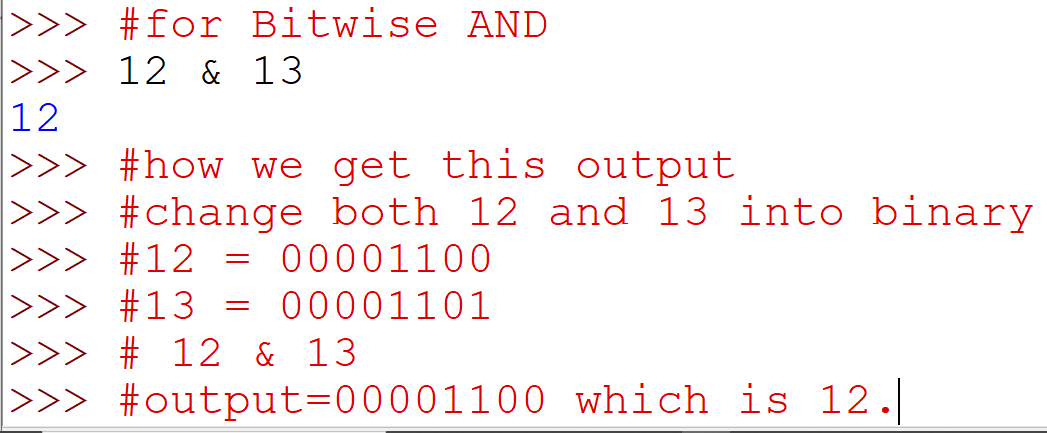 >>> #for Bitwise AND
>>> 12 & 13
12
>>> #how we get this output
>>> #change both 12 and 13 into binary
>>> #12 = 00001100
>>> #13 = 00001101
>>> # 12 & 13
>>> #output=00001100 which is 12.